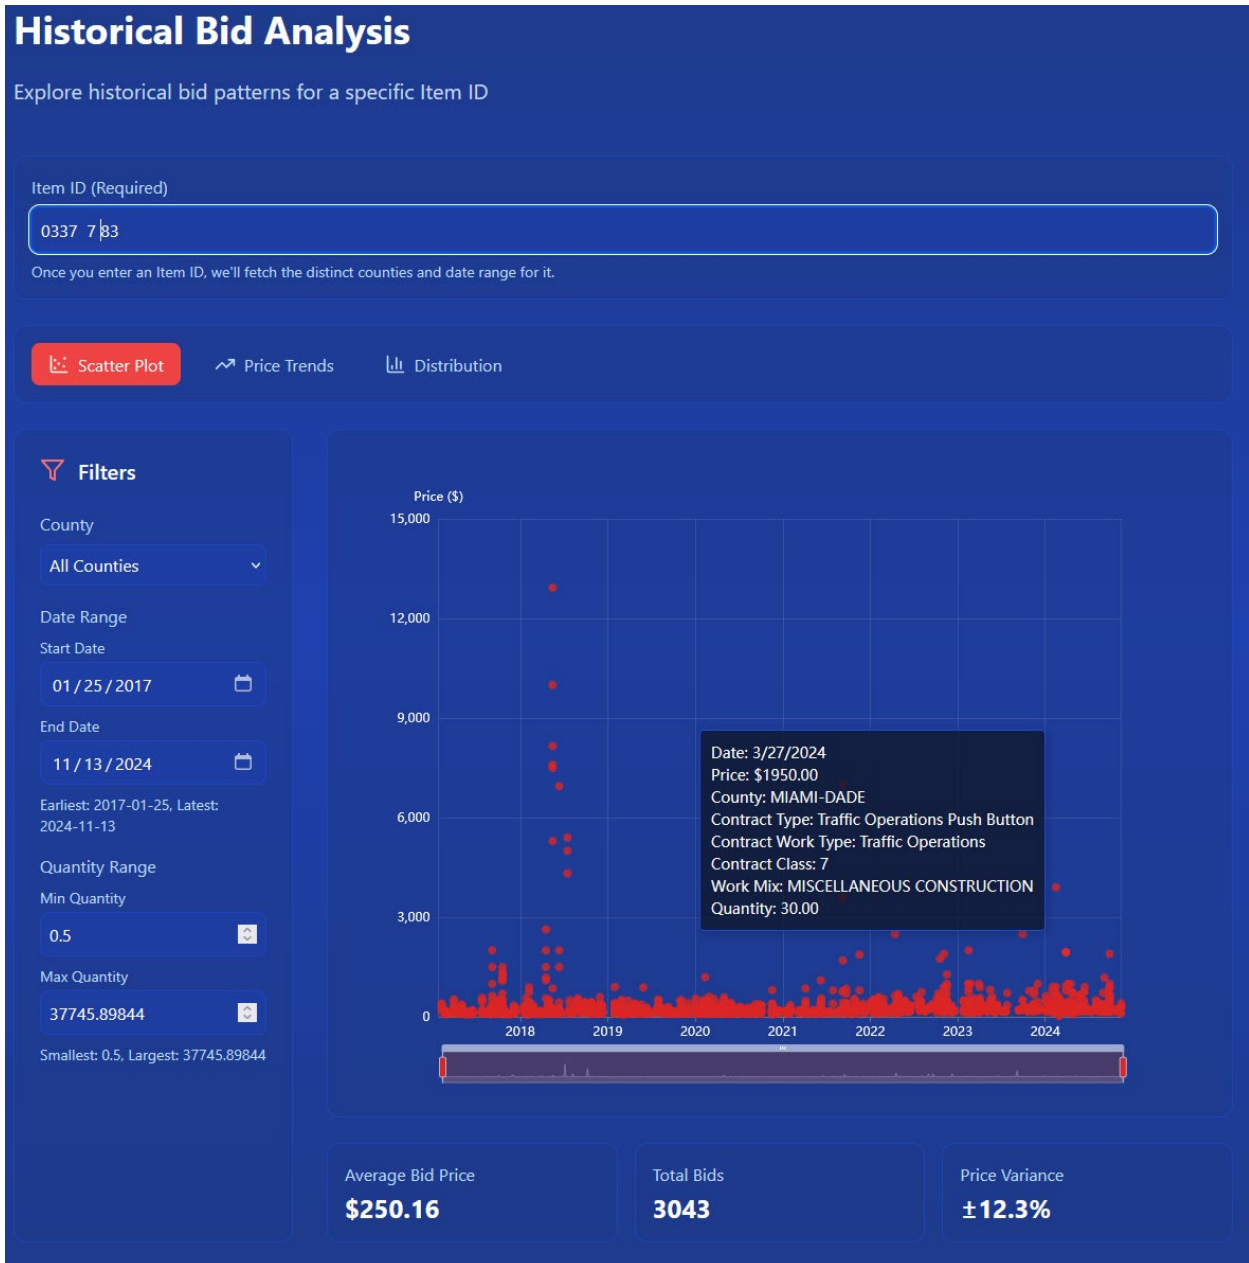 Historical Bid Analysis
Explore historical bid patterns for a specific Item ID
Item ID (Required)
0337  7 83
Once you enter an Item ID, we'll fetch the distinct counties and date range for it.
Scatter Plot
Price Trends
Distribution
Filters
County
All Counties
Date Range
Start Date
01/25/2017
End Date
11/13/2024
Earliest: 2017-01-25, Latest:
2024-11-13
Quantity Range
Min Quantity
0.5
Max Quantity
37745.89844
Smallest: 0.5, Largest: 37745.89844
Price ($)
15,000
12,000
9,000
6,000
3,000
0
Date: 3/27/2024
Price: $1950.00
County: MIAMI-DADE
Contract Type: Traffic Operations Push Button
Contract Work Type: Traffic Operations
Contract Class: 7
Work Mix: MISCELLANEOUS CONSTRUCTION
Quantity: 30.00
2018 2019 2020 2021 2022 2023 2024
Average Bid Price
$250.16
Total Bids
3043
Price Variance
±12.3%